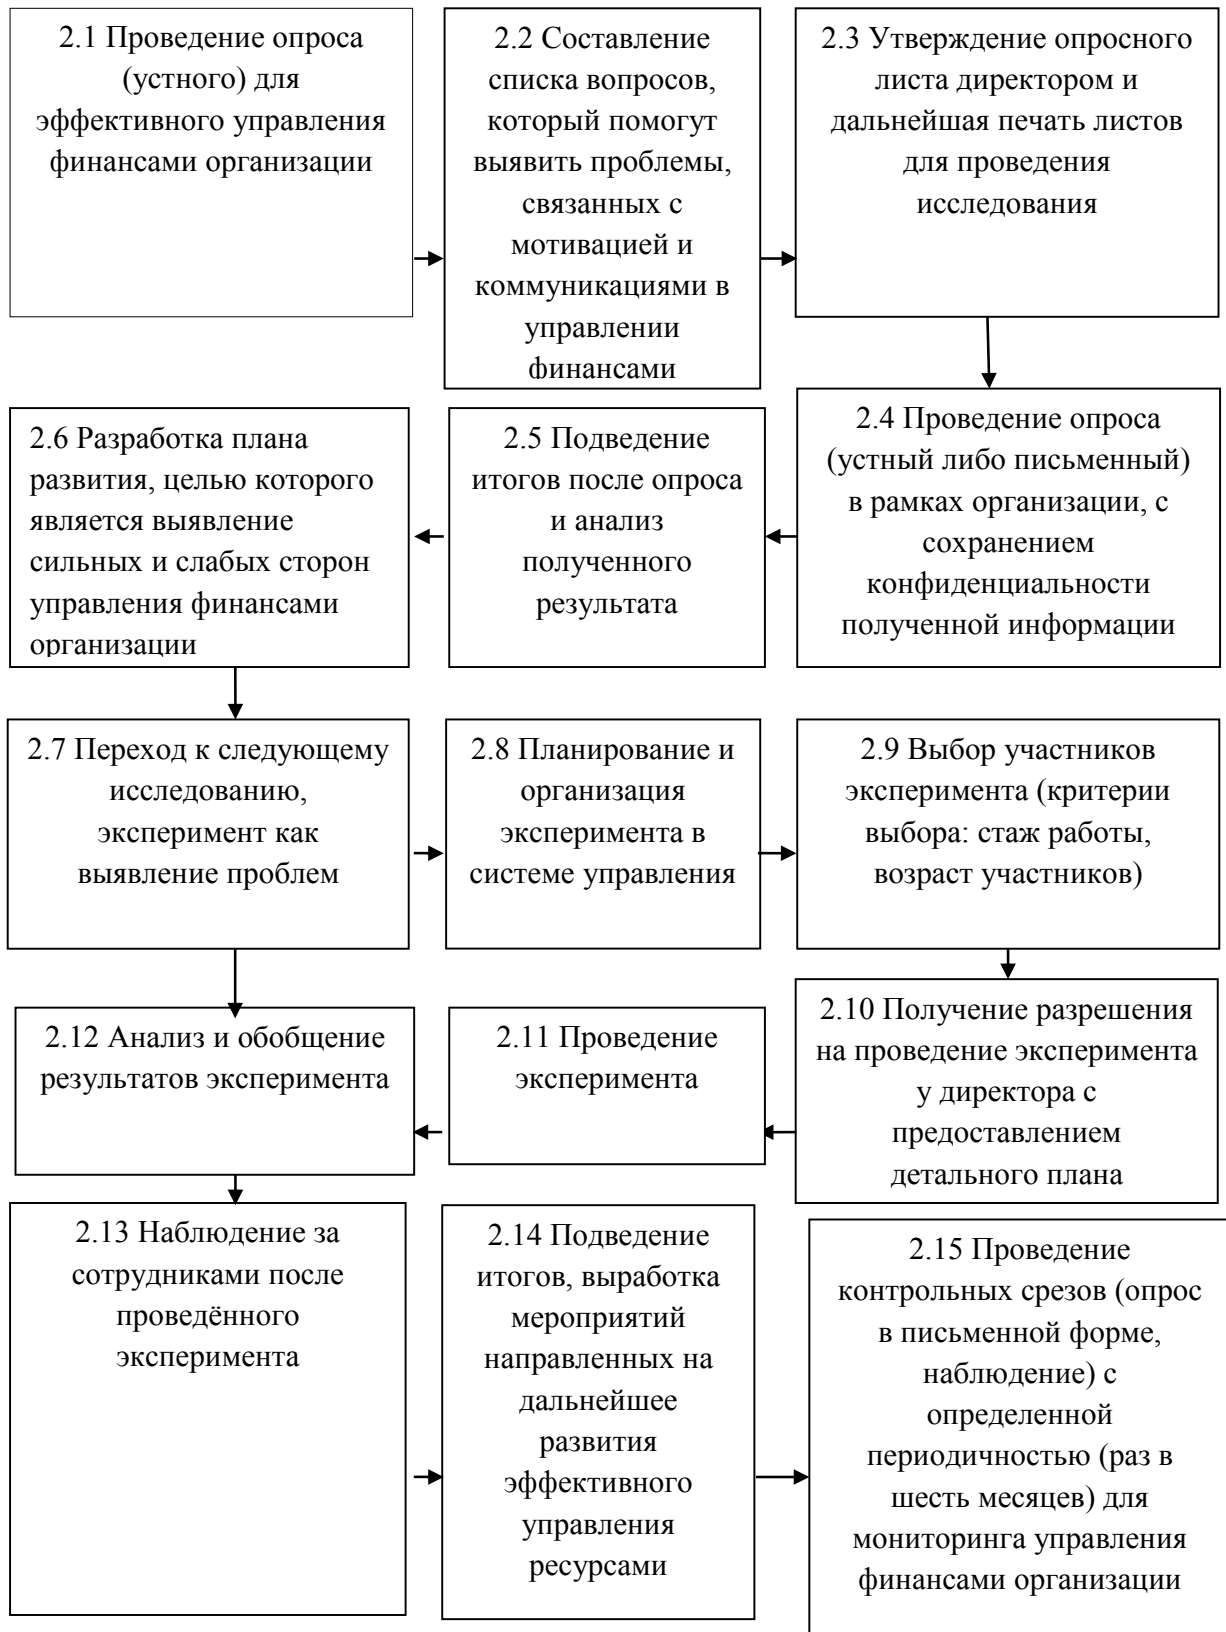 2.1 Проведение опроса
(устного) для
эффективного управления
финансами организации
2.2 Составление
списка вопросов,
который помогут
выявить проблемы,
связанных с
мотивацией и
коммуникациями в
управлении
финансами
2.3 Утверждение опросного
листа директором и
дальнейшая печать листов
для проведения
исследования
2.4 Проведение опроса
(устный либо письменный)
в рамках организации, с
сохранением
конфиденциальности
полученной информации
2.5 Подведение
итогов после опроса
и анализ
полученного
результата
2.6 Разработка плана
развития, целью которого
является выявление
сильных и слабых сторон
управления финансами
организации
2.7 Переход к следующему
исследованию,
эксперимент как
выявление проблем
2.8 Планирование и
организация
эксперимента в
системе управления
2.9 Выбор участников
эксперимента (критерии
выбора: стаж работы,
возраст участников)
2.10 Получение разрешения
на проведение эксперимента
у директора с
предоставлением
детального плана
2.11 Проведение
эксперимента
2.12 Анализ и обобщение
результатов эксперимента
2.13 Наблюдение за
сотрудниками после
проведённого
эксперимента
2.14 Подведение
итогов, выработка
мероприятий
направленных на
дальнейшее
развития
эффективного
управления
ресурсами
2.15 Проведение
контрольных срезов (опрос
в письменной форме,
наблюдение) с
определенной
периодичностью (раз в
шесть месяцев) для
мониторинга управления
финансами организации